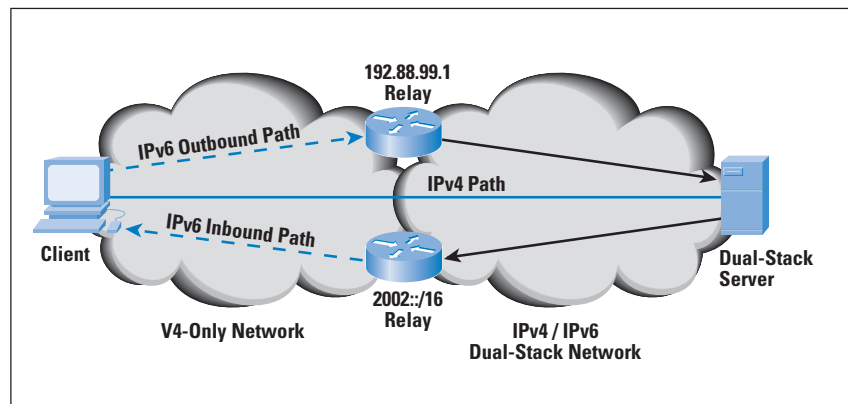 192.88.99.1
Relay
IPv6 Outbound Path
IPv4 Path
IPv6 Inbound Path
Client
Dual-Stack
Server
2002::/16
Relay
V4-Only Network
IPv4 / IPv6
Dual-Stack Network